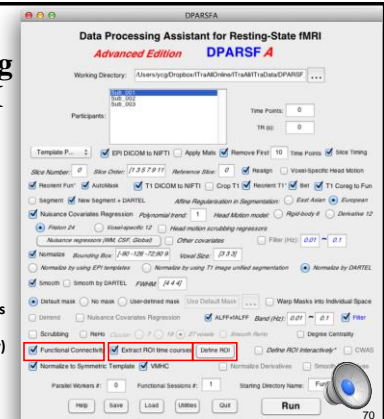 DPARSFA
Data Processing Assistant for Resting-State fMRI
Advanced Edition DPARSF A
g
Working Directory: /Users/ycg/Dropbox/ITraAllOnline/ITraAll/ITraData/DPARSF ...
Participants:
Sub_001
Sub_002
Sub_003
Time Points: 0
TR (s): 0
Template P... EPI DICOM to NIFTI Apply Mats Remove First 10 Time Points Slice Timing
Slice Number: 0 Slice Order: [1 3 5 7 9 11 Reference Slice: 0 Realign Voxel-Specific Head Motion
Reorient Fun* AutoMask T1 DICOM to NIFTI Crop T1 Reorient T1* Bet T1 Coreg to Fun
Segment New Segment + DARTEL Affine Regularisation in Segmentation: East Asian European
Nuisance Covariates Regression Polynomial trend: 1 Head Motion model: Rigid-body 6 Derivative 12
Friston 24 Voxel-specific 12 Head motion scrubbing regressors
Nuisance regressors (WM, CSF, Global) Other covariates Filter (Hz): 0.01 ~ 0.1
Normalize Bounding Box: [-90 -126 -72;90 9 Voxel Size: [3 3 3]
Normalize by using EPI templates Normalize by using T1 image unified segmentation Normalize by DARTEL
Smooth Smooth by DARTEL FWHM: [4 4 4]
s
Default mask No mask User-defined mask Use Default Mask ... Warp Masks into Individual Space
)
Detrend Nuisance Covariates Regression ALFF+fALFF Band (Hz): 0.01 ~ 0.1 Filter
Scrubbing ReHo Cluster: 7 19 27 voxels Smooth ReHo Degree Centrality
Functional Connectivity Extract ROI time courses Define ROI Define ROI Interactively* CWAS
Normalize to Symmetric Template VMHC Normalize Derivatives Smooth Derivatives
Parallel Workers #: 0 Functional Sessions #: 1 Starting Directory Name:
Help Save Load Utilities Quit Run
70